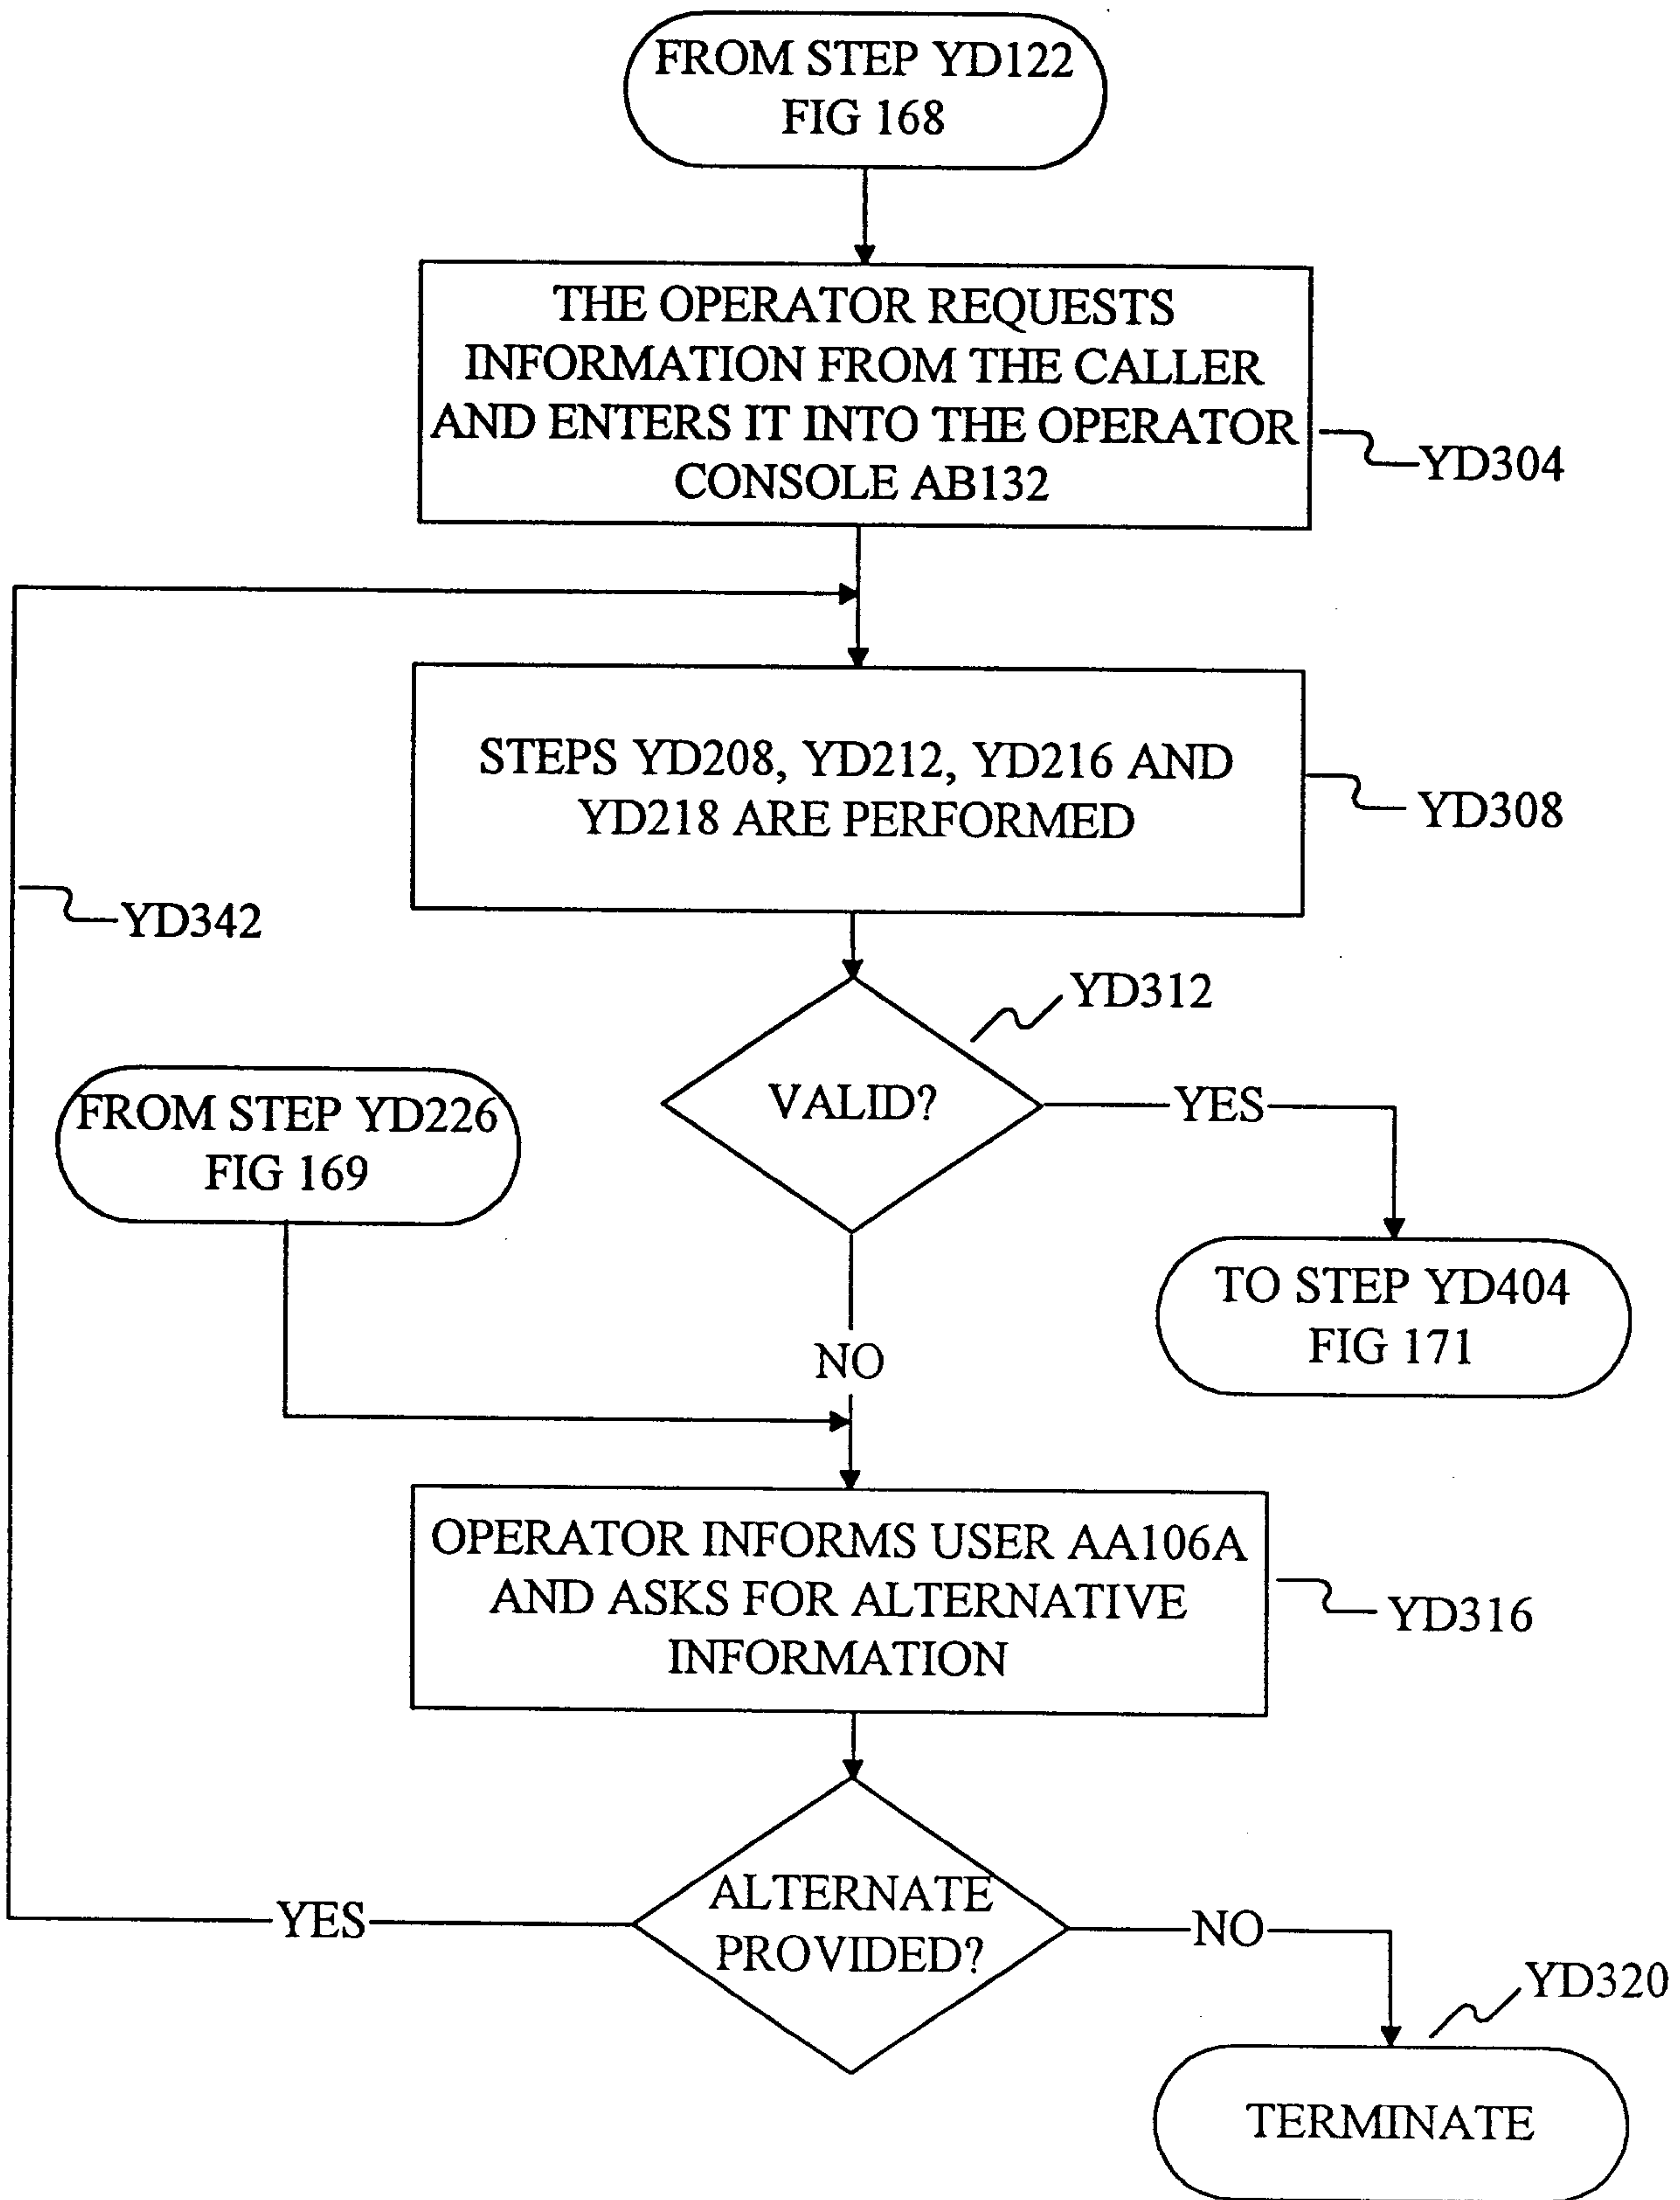 FROM STEP YD122
FIG 168
THE OPERATOR REQUESTS
INFORMATION FROM THE CALLER
AND ENTERS IT INTO THE OPERATOR
CONSOLE AB132
YD304
STEPS YD208, YD212, YD216 AND
YD218 ARE PERFORMED
YD308
YD342
YD312
VALID?
YES
FROM STEP YD226
FIG 169
TO STEP YD404
FIG 171
NO
OPERATOR INFORMS USER AA106A
AND ASKS FOR ALTERNATIVE
INFORMATION
YD316
ALTERNATE
PROVIDED?
YES
NO
YD320
TERMINATE